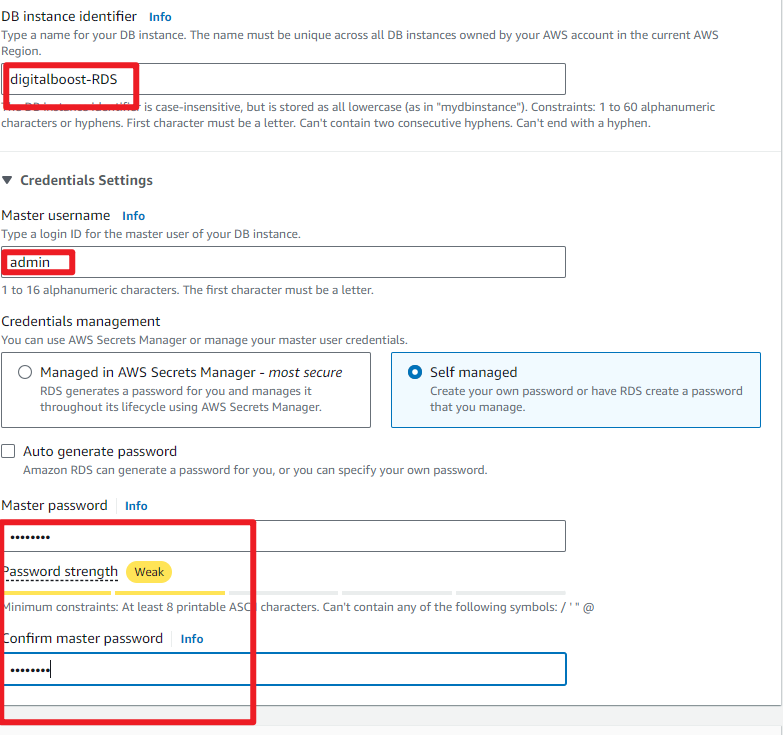 DB instance identifier Info
Type a name for your DB instance. The name must be unique across all DB instances owned by your AWS account in the current AWS
Region.
digitalboost-RDS
The DB instance identifier is case-insensitive, but is stored as all lowercase (as in "mydbinstance"). Constraints: 1 to 60 alphanumeric
characters or hyphens. First character must be a letter. Can't contain two consecutive hyphens. Can't end with a hyphen.
Credentials Settings
Master username Info
Type a login ID for the master user of your DB instance.
admin
1 to 16 alphanumeric characters. The first character must be a letter.
Credentials management
You can use AWS Secrets Manager or manage your master user credentials.
Managed in AWS Secrets Manager - most secure
RDS generates a password for you and manages it
throughout its lifecycle using AWS Secrets Manager.
Self managed
Create your own password or have RDS create a password
that you manage.
Auto generate password
Amazon RDS can generate a password for you, or you can specify your own password.
Master password Info
••••••••
Password strength Weak
Minimum constraints: At least 8 printable ASCII characters. Can't contain any of the following symbols: / ' " @
Confirm master password Info
••••••••